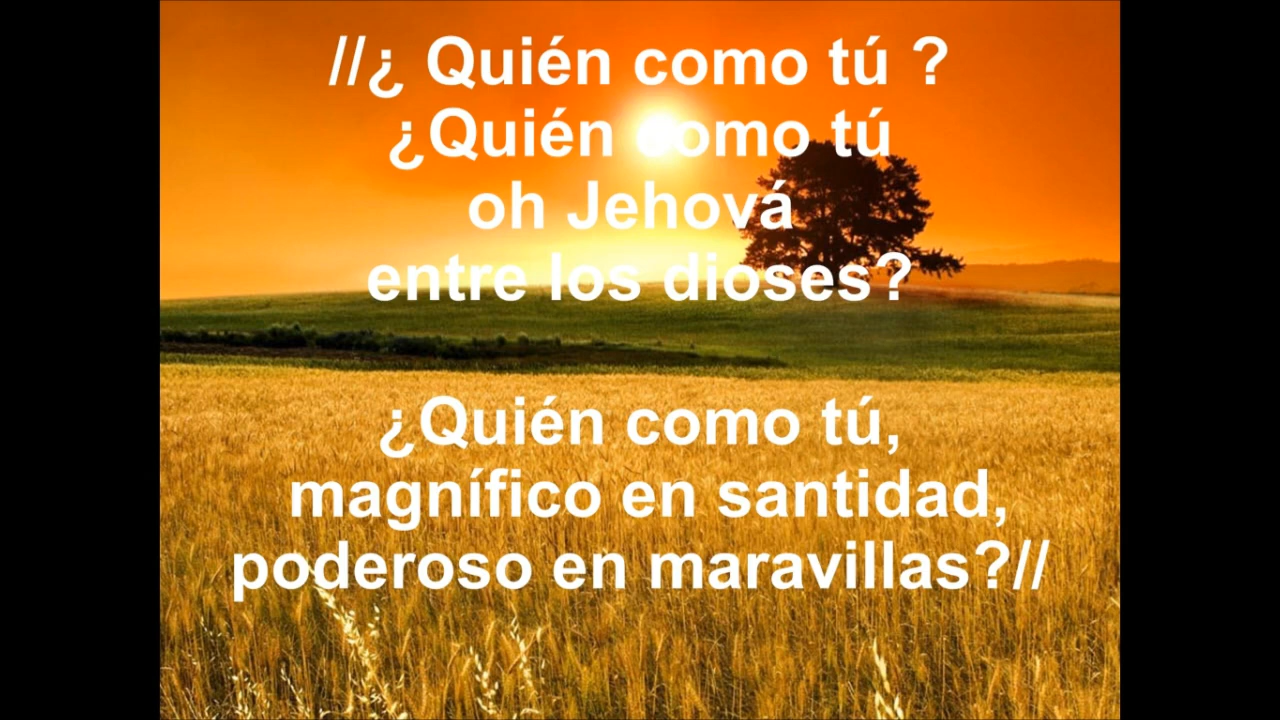 //¿ Quién como tú ?
¿Quién como tú
oh Jehová
entre los dioses?
¿Quién como tú,
magnífico en santidad,
poderoso en maravillas?//